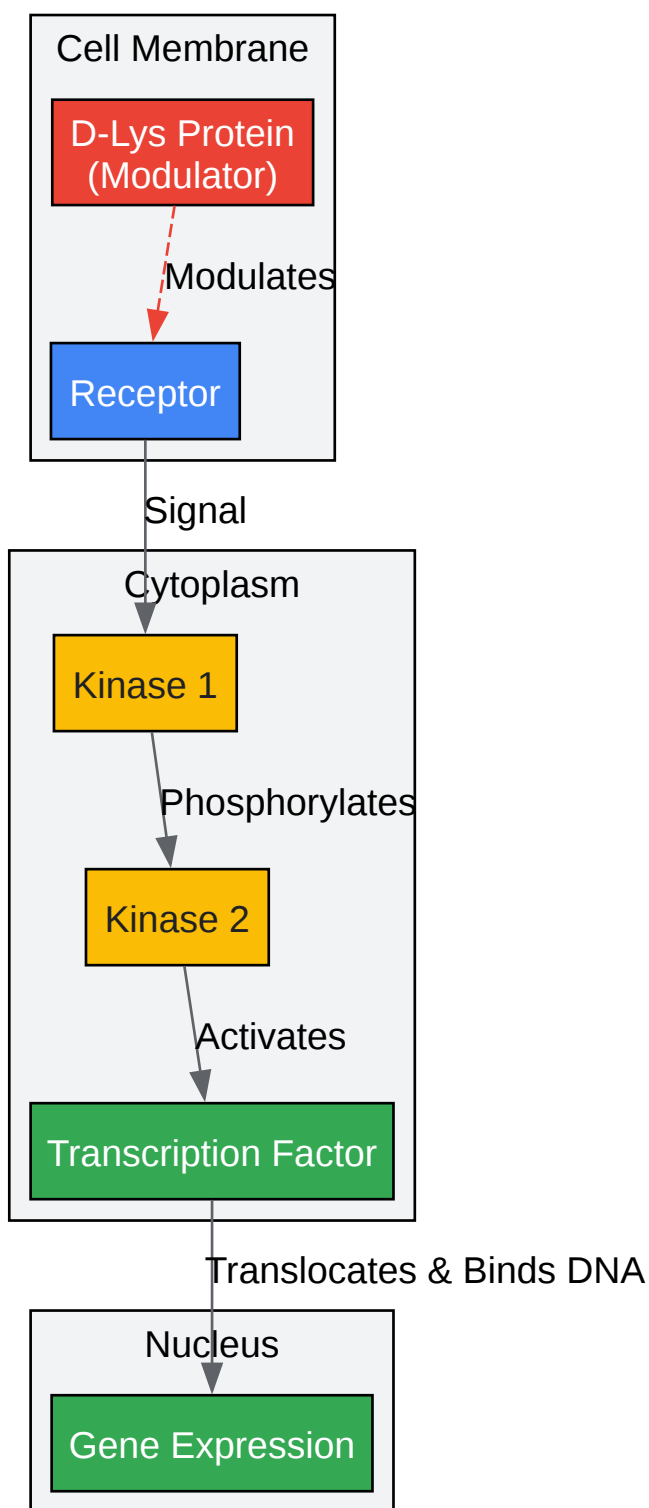 Cell Membrane
D-Lys Protein
(Modulator)
Modulates
Receptor
Signal
Cytoplasm
Kinase 1
Phosphorylates
Kinase 2
Activates
Transcription Factor
Translocates & Binds DNA
Nucleus
Gene Expression